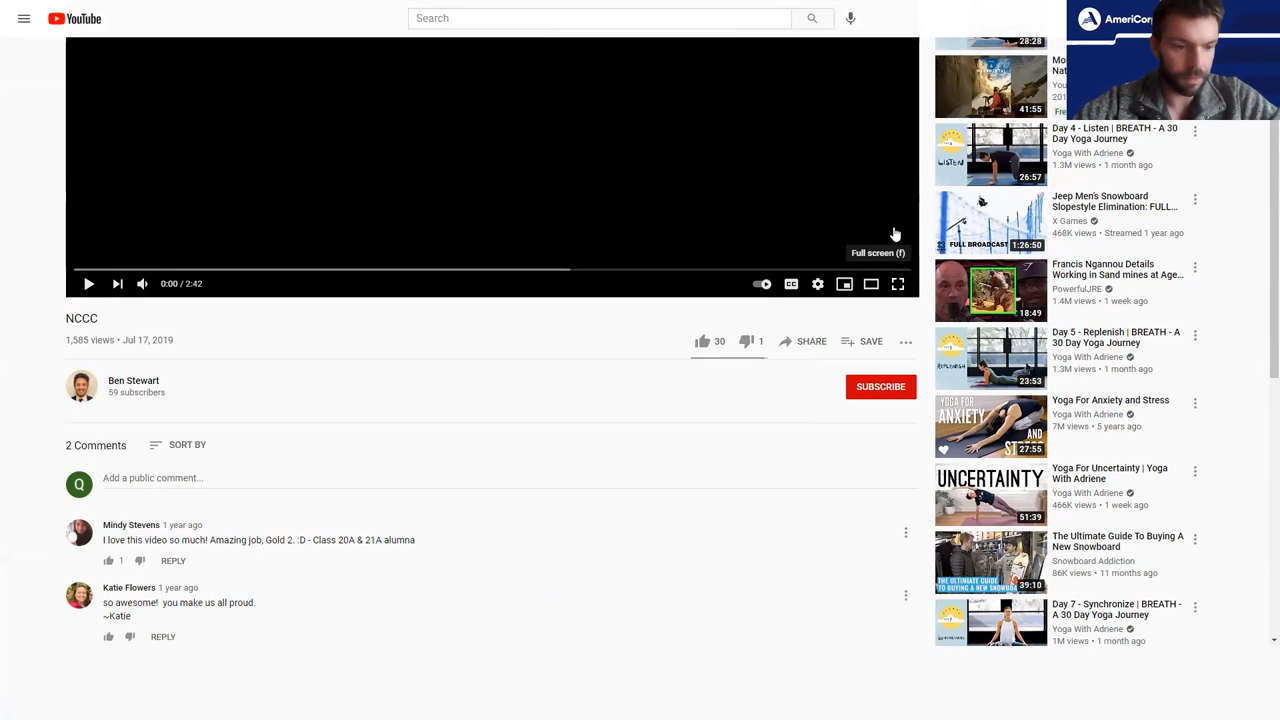 YouTube
Search
AmeriCorp
28:28
Mo
Nat
You
201
Fre
41:55
Day 4 - Listen | BREATH - A 30
Day Yoga Journey
Yoga With Adriene
1.3M views • 1 month ago
LISTEN
26:57
Jeep Men's Snowboard
Slopestyle Elimination: FULL...
X Games
468K views • Streamed 1 year ago
FULL BROADCAST
1:26:50
Full screen (f)
0:00 / 2:42
CC
Francis Ngannou Details
Working in Sand mines at Age...
PowerfulJRE
1.4M views • 1 week ago
18:49
NCCC
1,585 views • Jul 17, 2019
30
1
SHARE
SAVE
Day 5 - Replenish | BREATH - A
30 Day Yoga Journey
Yoga With Adriene
1.3M views • 1 month ago
REPLENISH
23:53
Ben Stewart
59 subscribers
SUBSCRIBE
YOGA FOR
ANXIETY
AND
Yoga For Anxiety and Stress
Yoga With Adriene
7M views • 5 years ago
27:55
2 Comments
SORT BY
Q
Add a public comment...
UNCERTAINTY
Yoga For Uncertainty | Yoga
With Adriene
Yoga With Adriene
466K views • 1 week ago
51:39
Mindy Stevens 1 year ago
I love this video so much! Amazing job, Gold 2. :D - Class 20A & 21A alumna
1
REPLY
THE ULTIMATE GUIDE
TO BUYING A NEW SNOWBOA
The Ultimate Guide To Buying A
New Snowboard
Snowboard Addiction
86K views • 11 months ago
39:10
Katie Flowers 1 year ago
so awesome! you make us all proud.
~Katie
REPLY
Day 7 - Synchronize | BREATH -
A 30 Day Yoga Journey
Yoga With Adriene
1M views • 1 month ago